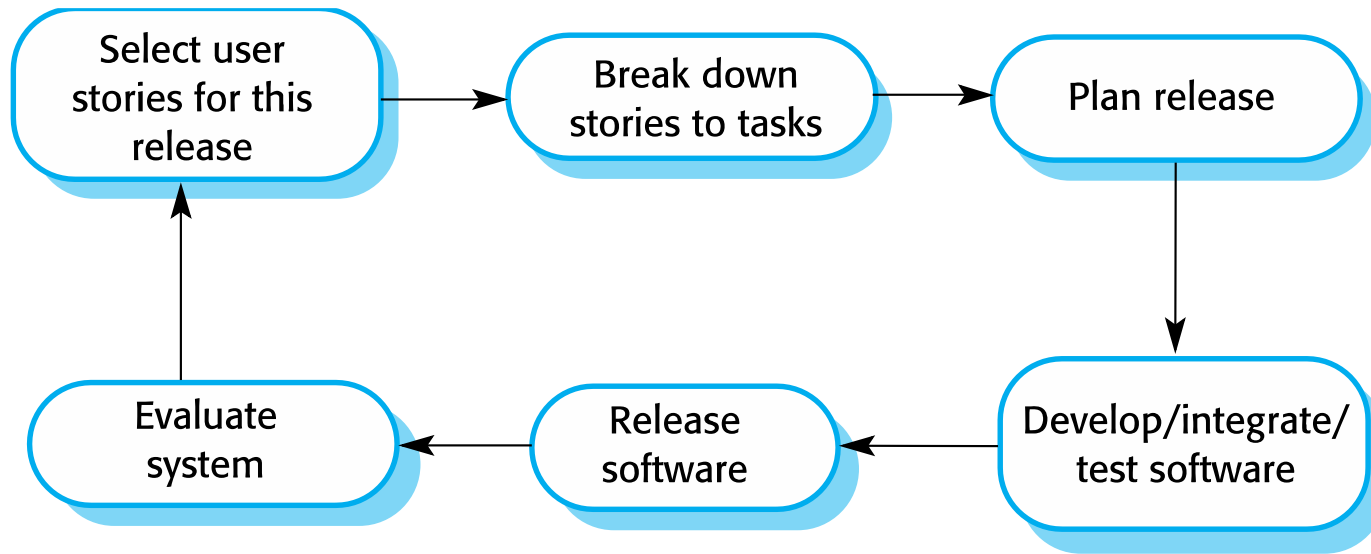 Select user
stories for this
release
Break down
stories to tasks
Plan release
Develop/integrate/
test software
Release
software
Evaluate
system